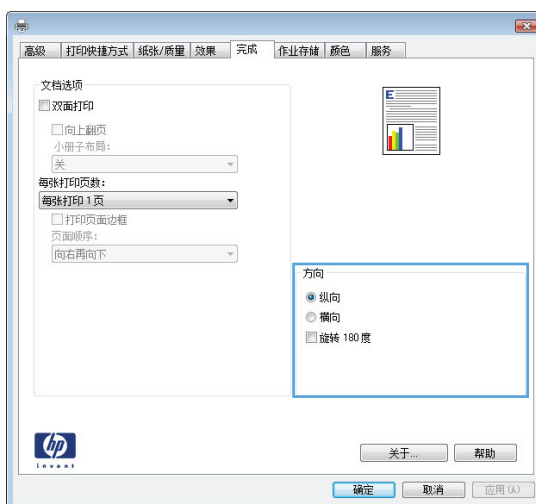 高级 打印快捷方式 纸张/质量 效果 完成 作业存储 颜色 服务
文档选项
双面打印
向上翻页
小册子布局:
关
每张打印页数:
每张打印 1 页
打印页面边框
页面顺序:
向右再向下
E
方向
纵向
横向
旋转 180 度
hp
invent
关于... 帮助
确定 取消 应用(A)